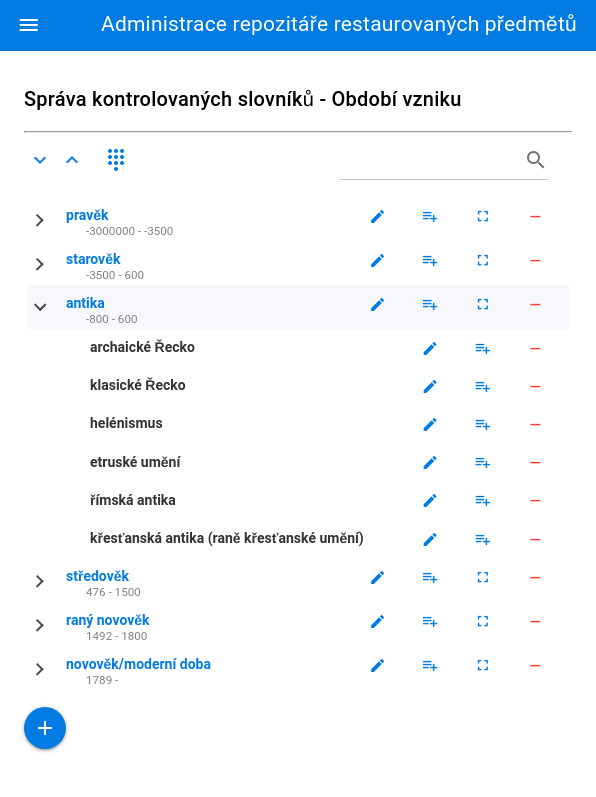 Administrace repozitáře restaurovaných předmětů
Správa kontrolovaných slovníků - Období vzniku
pravěk
-3000000 - -3500
starověk
-3500 - 600
antika
-800 - 600
archaické Řecko
klasické Řecko
helénismus
etruské umění
římská antika
křesťanská antika (raně křesťanské umění)
středověk
476 - 1500
raný novověk
1492 - 1800
novověk/moderní doba
1789 -